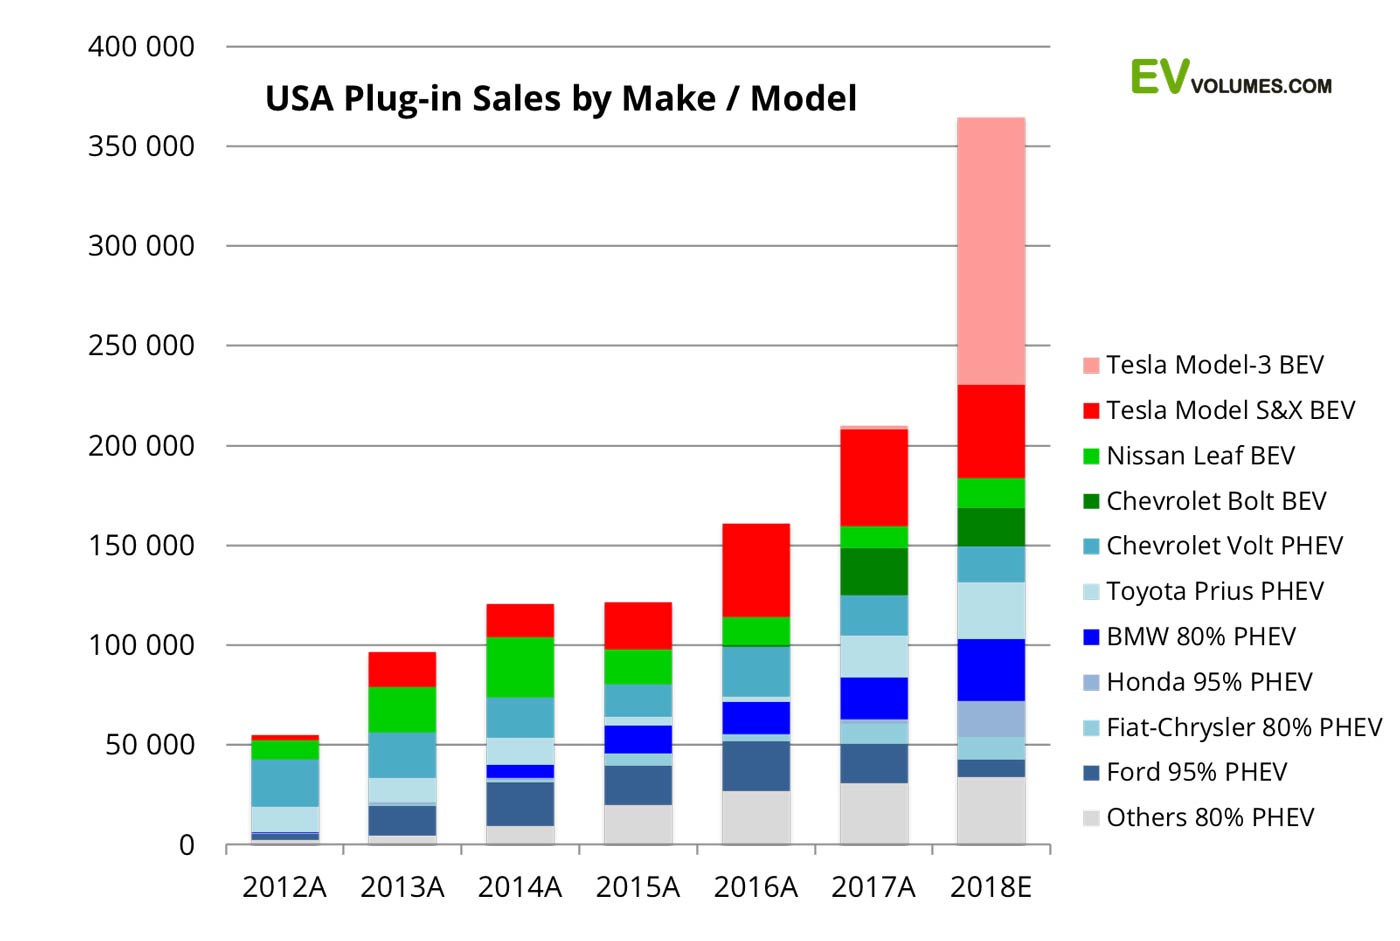 USA Plug-in Sales by Make / Model
EVVOLUMES.COM
400 000
350 000
300 000
250 000
200 000
150 000
100 000
50 000
0
2012A 2013A 2014A 2015A 2016A 2017A 2018E
Tesla Model-3 BEV
Tesla Model S&X BEV
Nissan Leaf BEV
Chevrolet Bolt BEV
Chevrolet Volt PHEV
Toyota Prius PHEV
BMW 80% PHEV
Honda 95% PHEV
Fiat-Chrysler 80% PHEV
Ford 95% PHEV
Others 80% PHEV